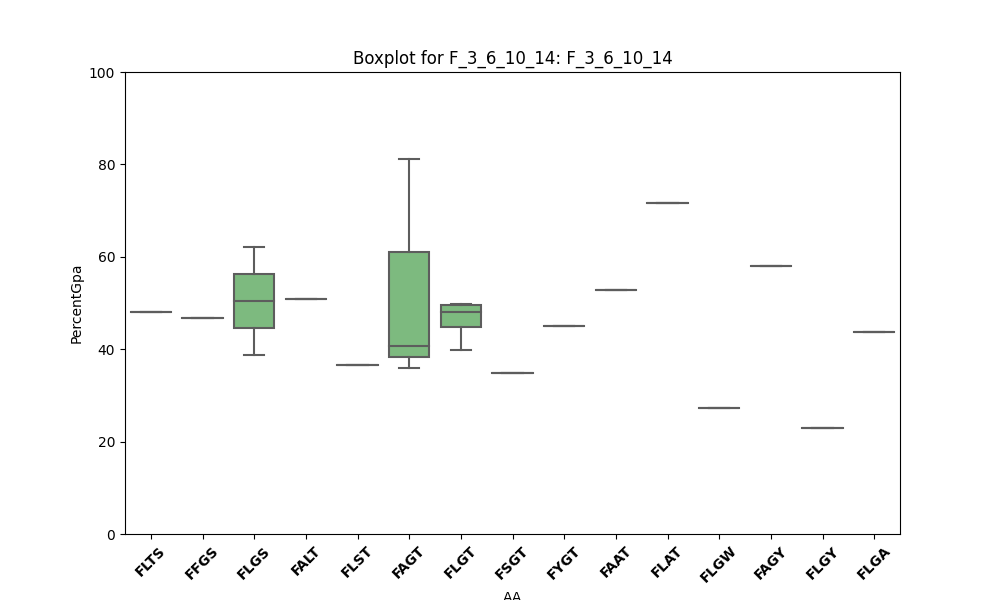 Boxplot for F_3_6_10_14: F_3_6_10_14
100
80
60
40
20
0
PercentGpa
FLTS FFGS FLGS FALT FLST FAGT FLGT FSGT FYGT FAAT FLAT FLGW FAGY FLGY FLGA
AA